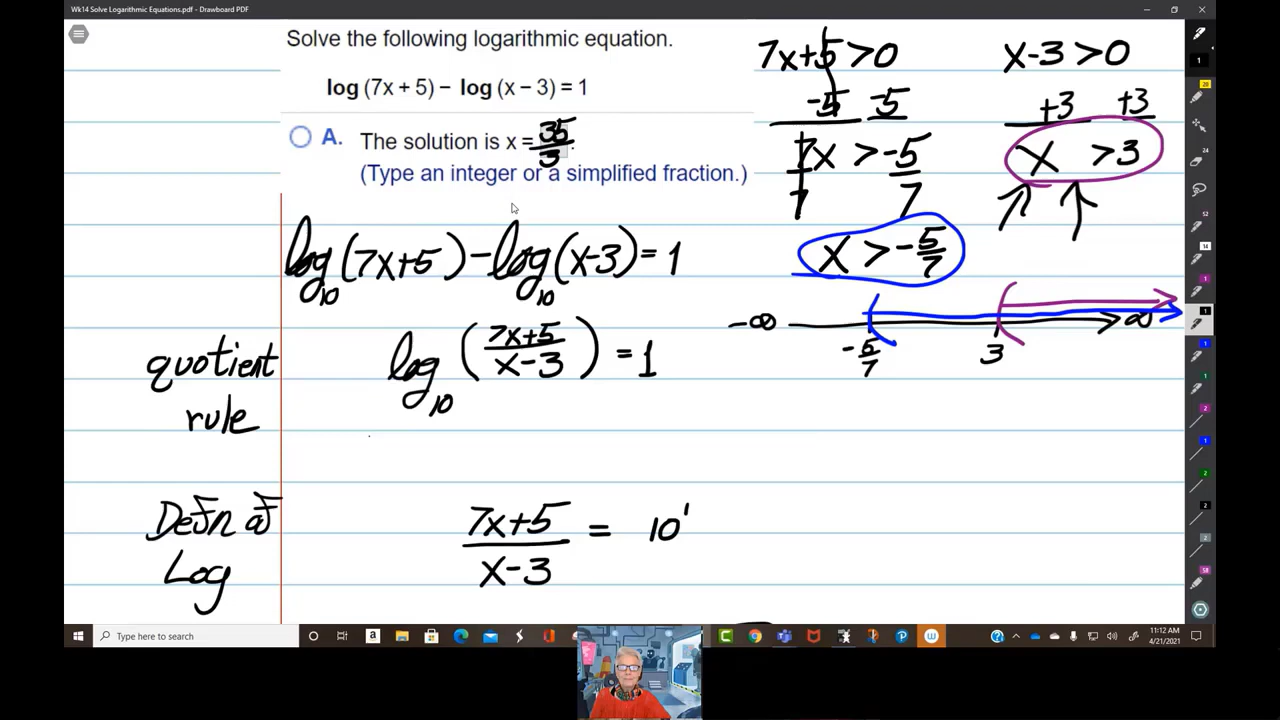 Wk14 Solve Logarithmic Equations.pdf - Drawboard PDF
Solve the following logarithmic equation.
log (7x + 5) − log (x − 3) = 1
A. The solution is x = 35/3.
(Type an integer or a simplified fraction.)
7x+5 >0
-5 -5
7x > -5
7 7
x > -5/7
x-3 >0
+3 +3
x >3
-∞ ∞
-5/7 3
log₁₀(7x+5) - log₁₀(x-3) = 1
quotient
rule
log₁₀((7x+5)/(x-3)) = 1
Defn of
Log
(7x+5)/(x-3) = 10¹
Type here to search
11:12 AM
4/21/2021